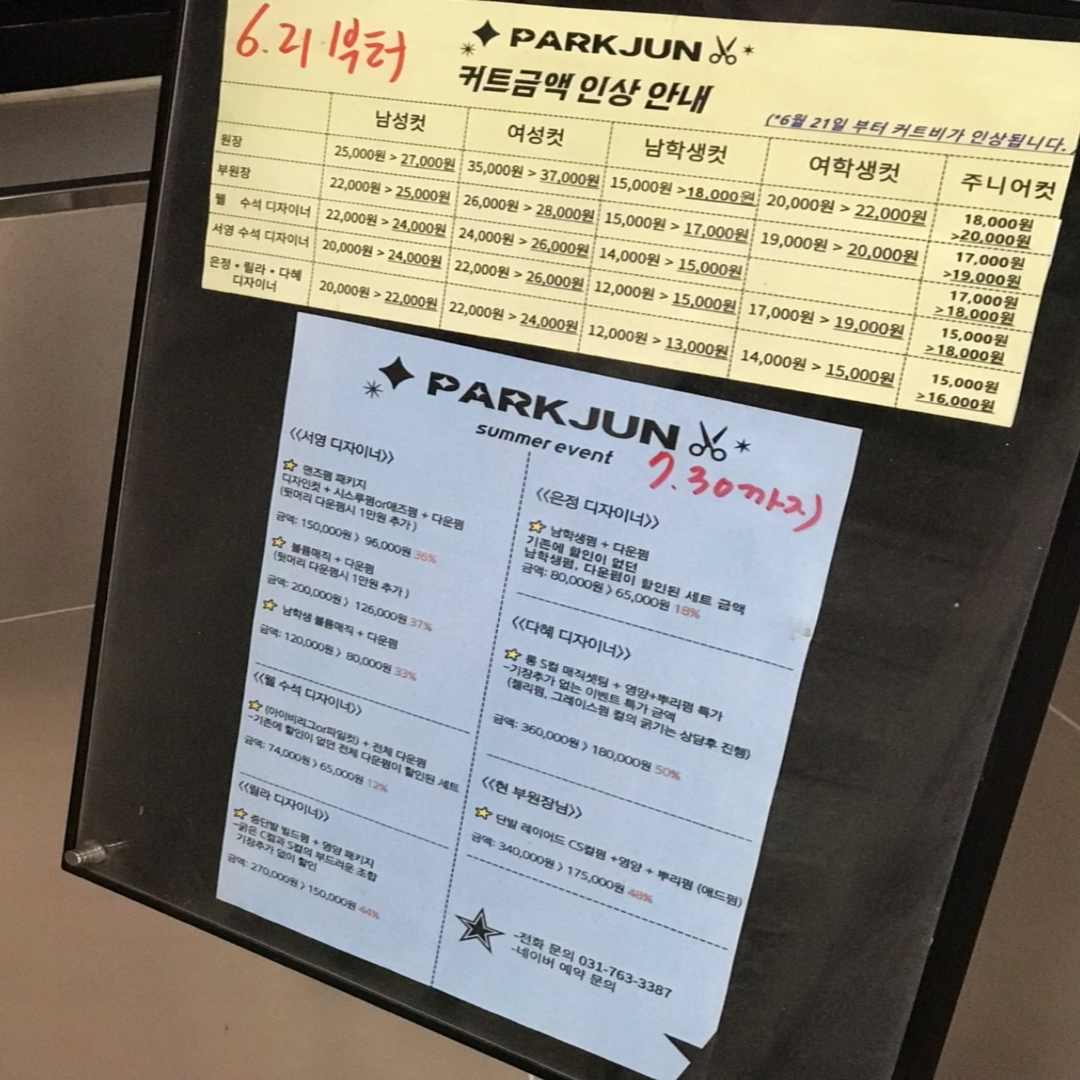 6.21 부터
PARKJUN
커트금액 인상 안내
(*6월 21일 부터 커트비가 인상됩니다.)
남성컷 여성컷 남학생컷 여학생컷 주니어컷
원장 25,000원 > 27,000원 35,000원 > 37,000원 15,000원 >18,000원 20,000원 > 22,000원 18,000원 >20,000원
부원장 22,000원 > 25,000원 26,000원 > 28,000원 15,000원 > 17,000원 19,000원 > 20,000원 17,000원 >19,000원
웰 수석 디자이너 22,000원 > 24,000원 24,000원 > 26,000원 14,000원 > 15,000원 17,000원 >18,000원
서영 수석 디자이너 20,000원 > 24,000원 22,000원 > 26,000원 12,000원 > 15,000원 17,000원 > 19,000원 15,000원 >18,000원
은정 • 릴라 • 다혜 디자이너 20,000원 > 22,000원 22,000원 > 24,000원 12,000원 > 13,000원 14,000원 > 15,000원 15,000원 >16,000원
PARKJUN
summer event
7.30까지)
<<서영 디자이너>>
맨즈펌 패키지
디자인컷 + 시스루펌or애즈펌 + 다운펌
(뒷머리 다운펌시 1만원 추가 )
금액: 150,000원 > 96,000원 36%
볼륨매직 + 다운펌
(뒷머리 다운펌시 1만원 추가 )
금액: 200,000원 > 126,000원 37%
남학생 볼륨매직 + 다운펌
금액: 120,000원 > 80,000원 33%
<<웰 수석 디자이너>>
(아이비리그or파일컷) + 전체 다운펌
-기존에 할인이 없던 전체 다운펌이 할인된 세트
금액: 74,000원 > 65,000원 12%
<<릴라 디자이너>>
중단발 빌드펌 + 영양 패키지
-굵은 C컬과 S컬의 부드러운 조합
기장추가 없이 할인
금액: 270,000원 > 150,000원 44%
<<은정 디자이너>>
남학생펌 + 다운펌
기존에 할인이 없던
남학생펌, 다운펌이 할인된 세트 금액
금액: 80,000원 > 65,000원 18%
<<다혜 디자이너>>
롱 S컬 매직셋팅 + 영양+뿌리펌 특가
-기장추가 없는 이벤트 특가 금액
(젤리펌, 그레이스펌 컬의 굵기는 상담후 진행)
금액: 360,000원 > 180,000원 50%
<<현 부원장님>>
단발 레이어드 CS컬펌 +영양 + 뿌리펌 (애드펌)
금액: 340,000원 > 175,000원 48%
-전화 문의 031-763-3387
-네이버 예약 문의